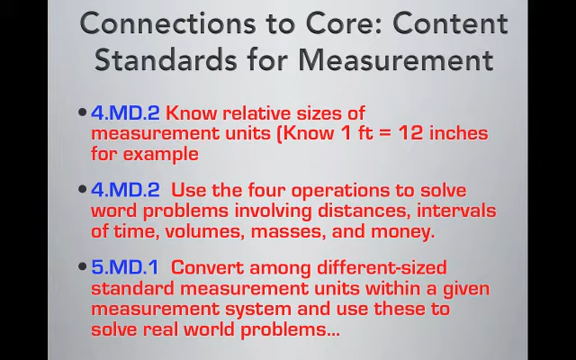 Connections to Core: Content
Standards for Measurement
• 4.MD.2 Know relative sizes of
measurement units (Know 1 ft = 12 inches
for example
• 4.MD.2 Use the four operations to solve
word problems involving distances, intervals
of time, volumes, masses, and money.
• 5.MD.1 Convert among different-sized
standard measurement units within a given
measurement system and use these to
solve real world problems...